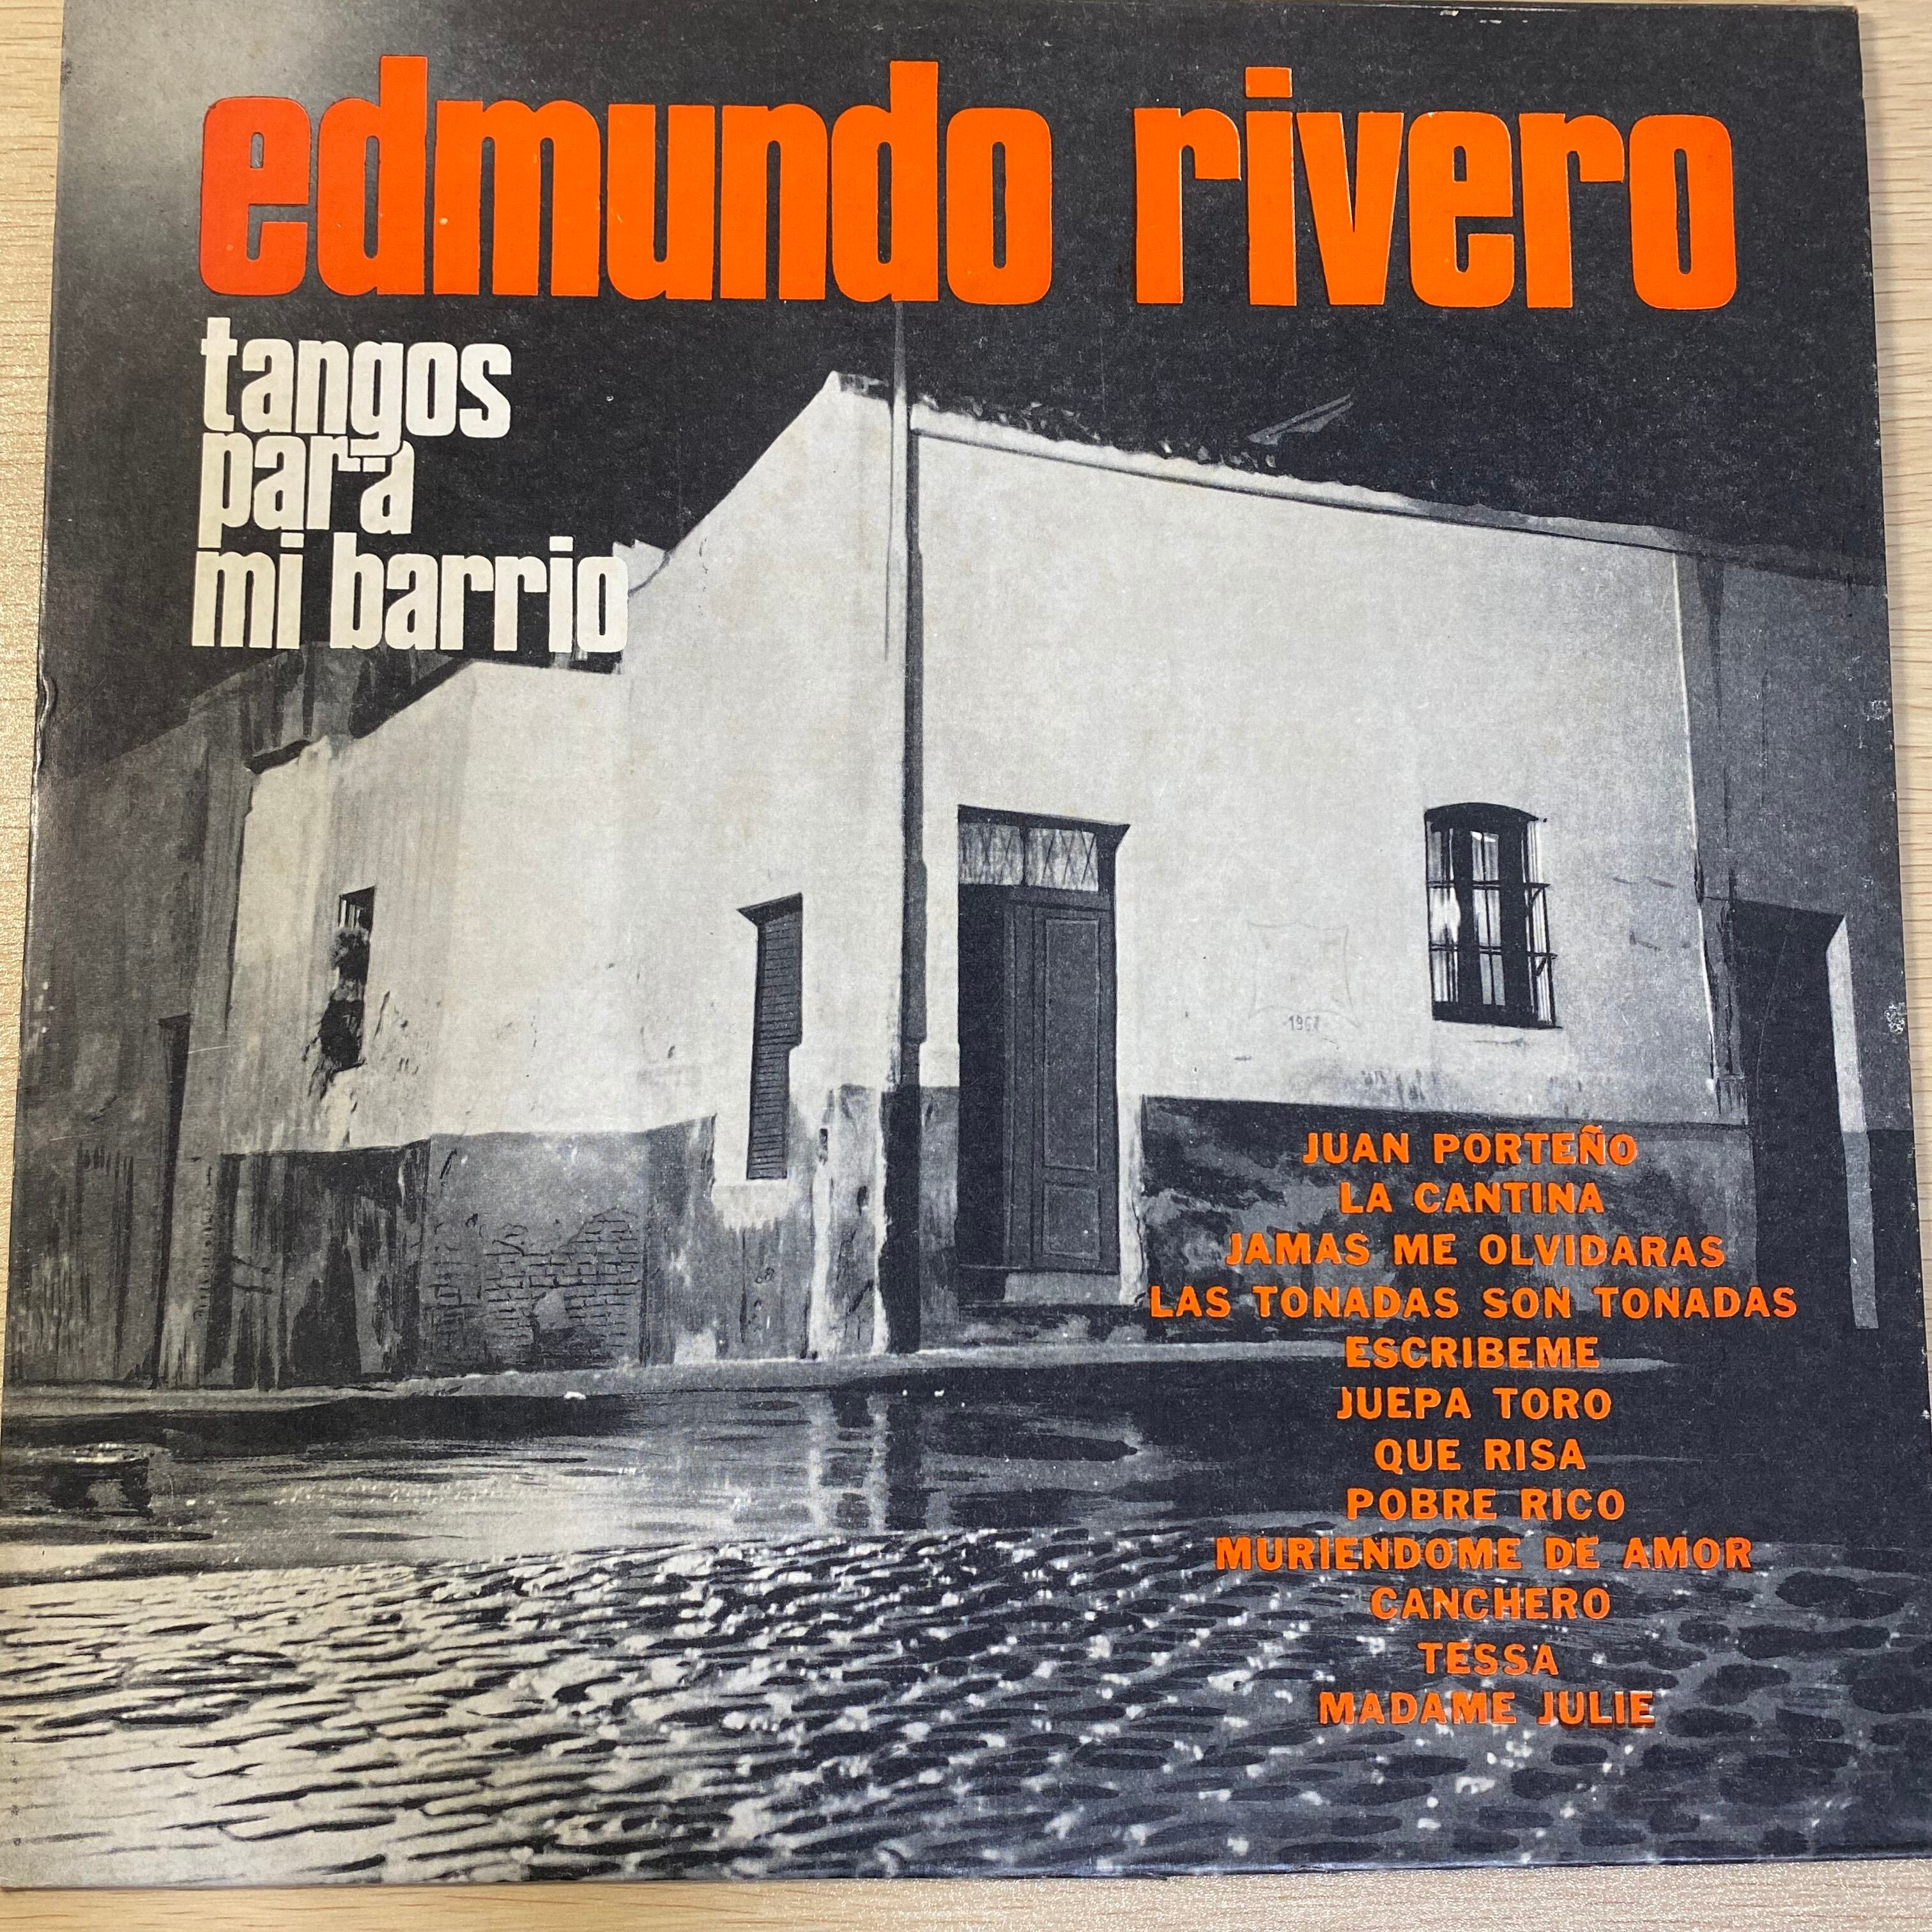 edmundo rivero
tangos
para
mi barrio
JUAN PORTEÑO
LA CANTINA
JAMAS ME OLVIDARAS
LAS TONADAS SON TONADAS
ESCRIBEME
JUEPA TORO
QUE RISA
POBRE RICO
MURIENDOME DE AMOR
CANCHERO
TESSA
MADAME JULIE